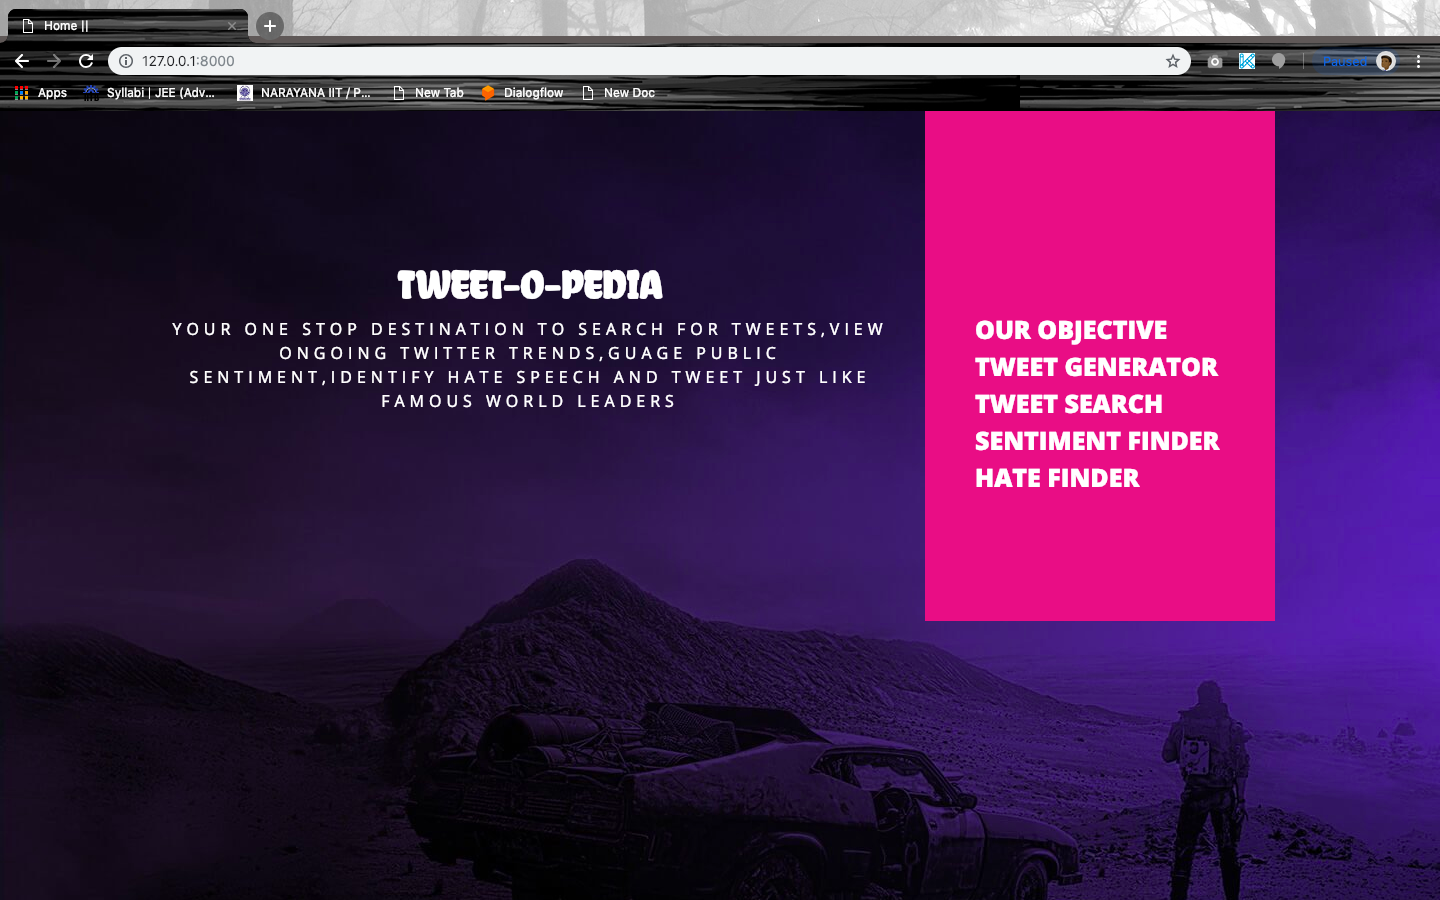 Home ||
127.0.0.1:8000
Paused
Apps
Syllabi | JEE (Adv...
NARAYANA IIT / P...
New Tab
Dialogflow
New Doc
TWEET-O-PEDIA
YOUR ONE STOP DESTINATION TO SEARCH FOR TWEETS,VIEW
ONGOING TWITTER TRENDS,GUAGE PUBLIC
SENTIMENT,IDENTIFY HATE SPEECH AND TWEET JUST LIKE
FAMOUS WORLD LEADERS
OUR OBJECTIVE
TWEET GENERATOR
TWEET SEARCH
SENTIMENT FINDER
HATE FINDER